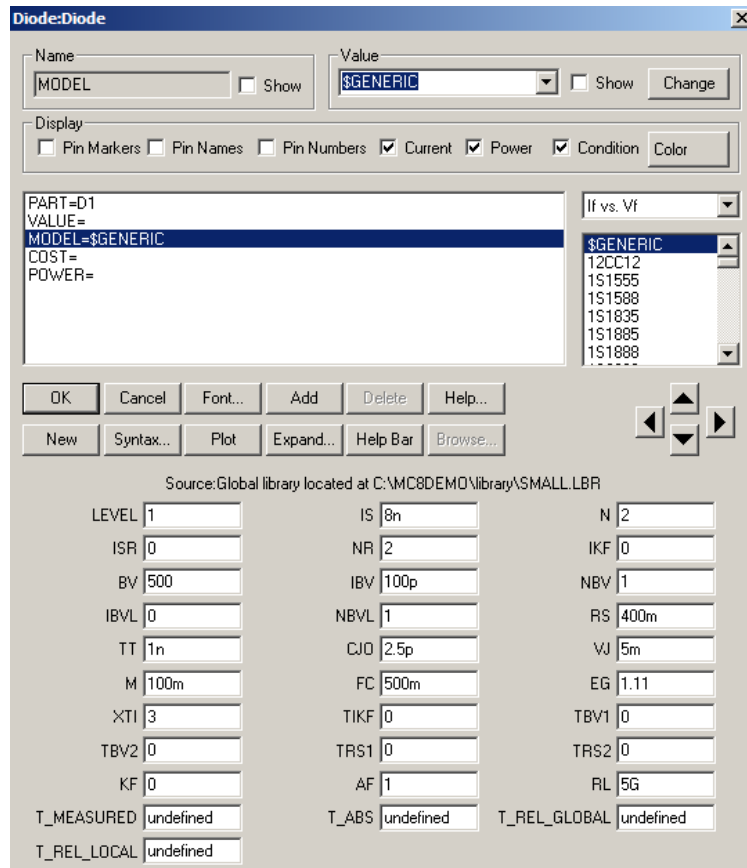 Diode:Diode
Name
MODEL Show
Value
$GENERIC Show Change
Display
Pin Markers Pin Names Pin Numbers Current Power Condition Color
PART=D1
VALUE=
MODEL=$GENERIC
COST=
POWER=
If vs. Vf
$GENERIC
12CC12
1S1555
1S1588
1S1835
1S1885
1S1888
OK Cancel Font... Add Delete Help...
New Syntax... Plot Expand... Help Bar Browse...
Source:Global library located at C:\MC8DEMO\library\SMALL.LBR
LEVEL 1 IS 8n N 2
ISR 0 NR 2 IKF 0
BV 500 IBV 100p NBV 1
IBVL 0 NBVL 1 RS 400m
TT 1n CJO 2.5p VJ 5m
M 100m FC 500m EG 1.11
XTI 3 TIKF 0 TBV1 0
TBV2 0 TRS1 0 TRS2 0
KF 0 AF 1 RL 5G
T_MEASURED undefined T_ABS undefined T_REL_GLOBAL undefined
T_REL_LOCAL undefined